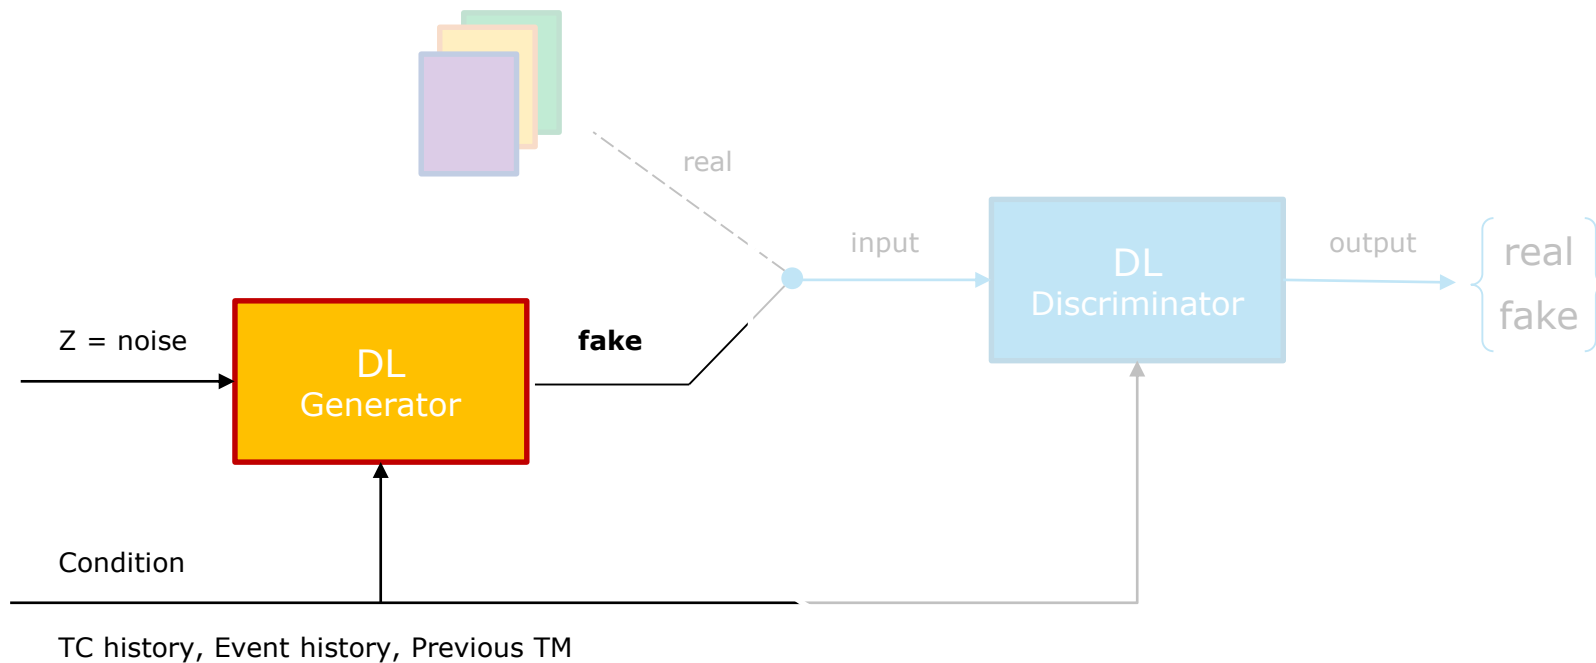 real
input
DL
Discriminator
output
real
fake
Z = noise
DL
Generator
fake
Condition
TC history, Event history, Previous TM